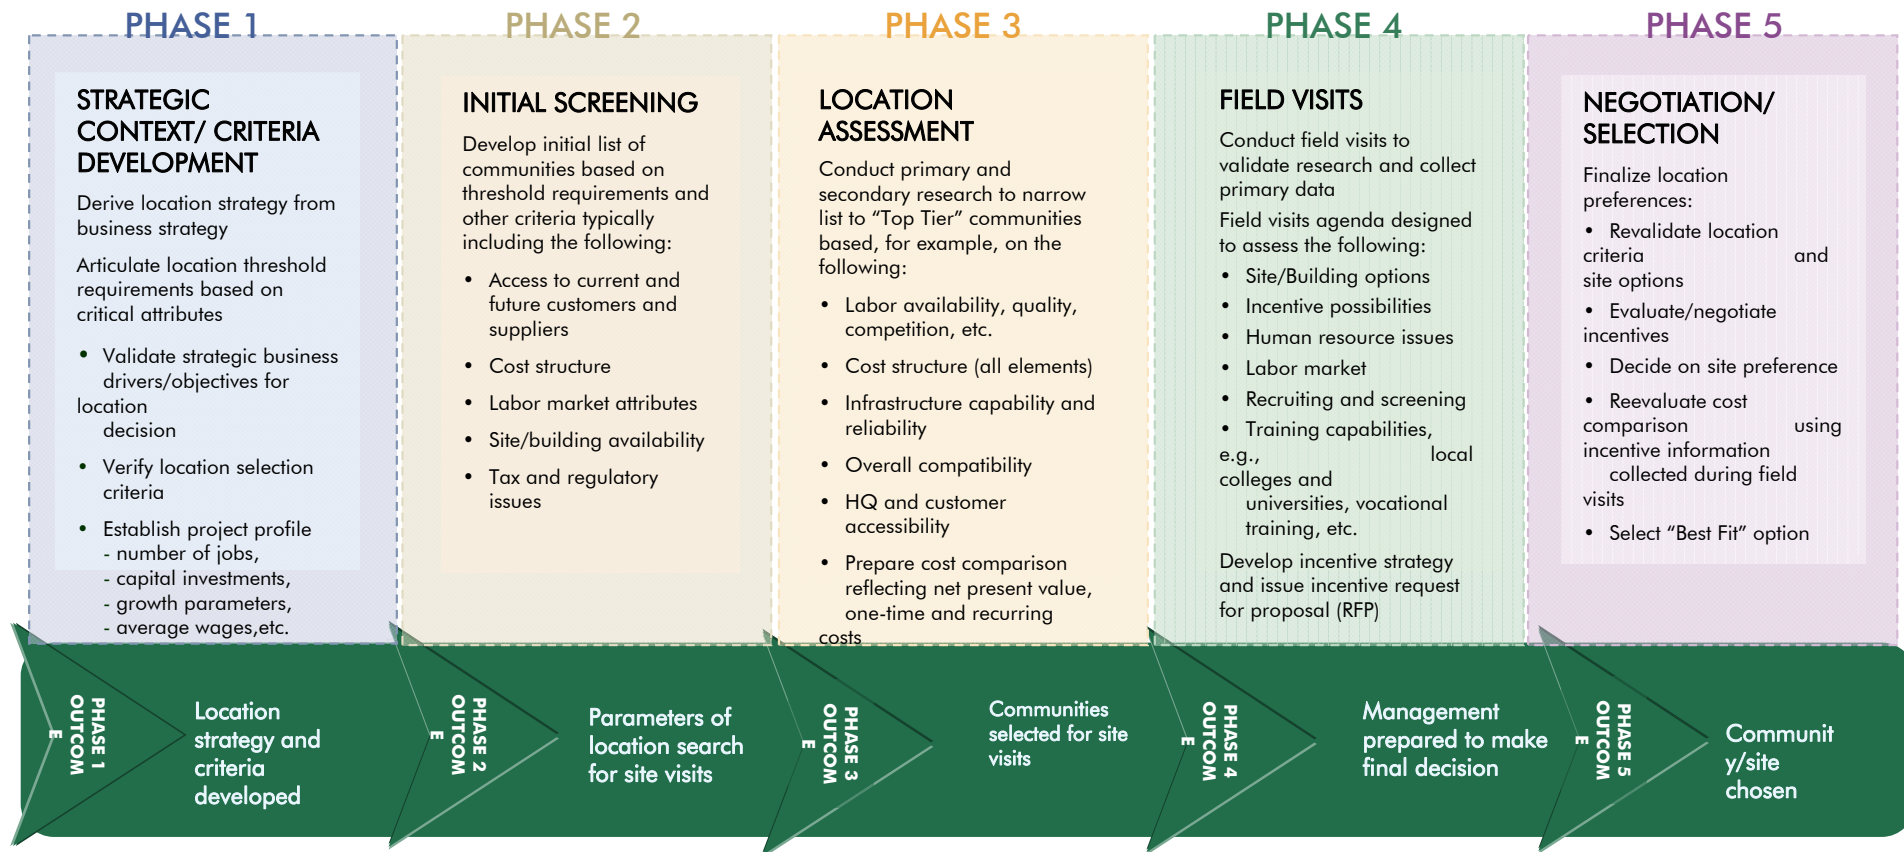 PHASE 1
STRATEGIC
CONTEXT/ CRITERIA
DEVELOPMENT
Derive location strategy from
business strategy
Articulate location threshold
requirements based on
critical attributes
• Validate strategic business
drivers/objectives for
location
decision
• Verify location selection
criteria
• Establish project profile
- number of jobs,
- capital investments,
- growth parameters,
- average wages,etc.
PHASE 2
INITIAL SCREENING
Develop initial list of
communities based on
threshold requirements and
other criteria typically
including the following:
• Access to current and
future customers and
suppliers
• Cost structure
• Labor market attributes
• Site/building availability
• Tax and regulatory
issues
PHASE 3
LOCATION
ASSESSMENT
Conduct primary and
secondary research to narrow
list to “Top Tier” communities
based, for example, on the
following:
• Labor availability, quality,
competition, etc.
• Cost structure (all elements)
• Infrastructure capability and
reliability
• Overall compatibility
• HQ and customer
accessibility
• Prepare cost comparison
reflecting net present value,
one-time and recurring
costs
PHASE 4
FIELD VISITS
Conduct field visits to
validate research and collect
primary data
Field visits agenda designed
to assess the following:
• Site/Building options
• Incentive possibilities
• Human resource issues
• Labor market
• Recruiting and screening
• Training capabilities,
e.g., local
colleges and
universities, vocational
training, etc.
Develop incentive strategy
and issue incentive request
for proposal (RFP)
PHASE 5
NEGOTIATION/
SELECTION
Finalize location
preferences:
• Revalidate location
criteria and
site options
• Evaluate/negotiate
incentives
• Decide on site preference
• Reevaluate cost
comparison using
incentive information
collected during field
visits
• Select “Best Fit” option
PHASE 1
OUTCOM
E
Location
strategy and
criteria
developed
PHASE 2
OUTCOM
E
Parameters of
location search
for site visits
PHASE 3
OUTCOM
E
Communities
selected for site
visits
PHASE 4
OUTCOM
E
Management
prepared to make
final decision
PHASE 5
OUTCOM
E
Communit
y/site
chosen